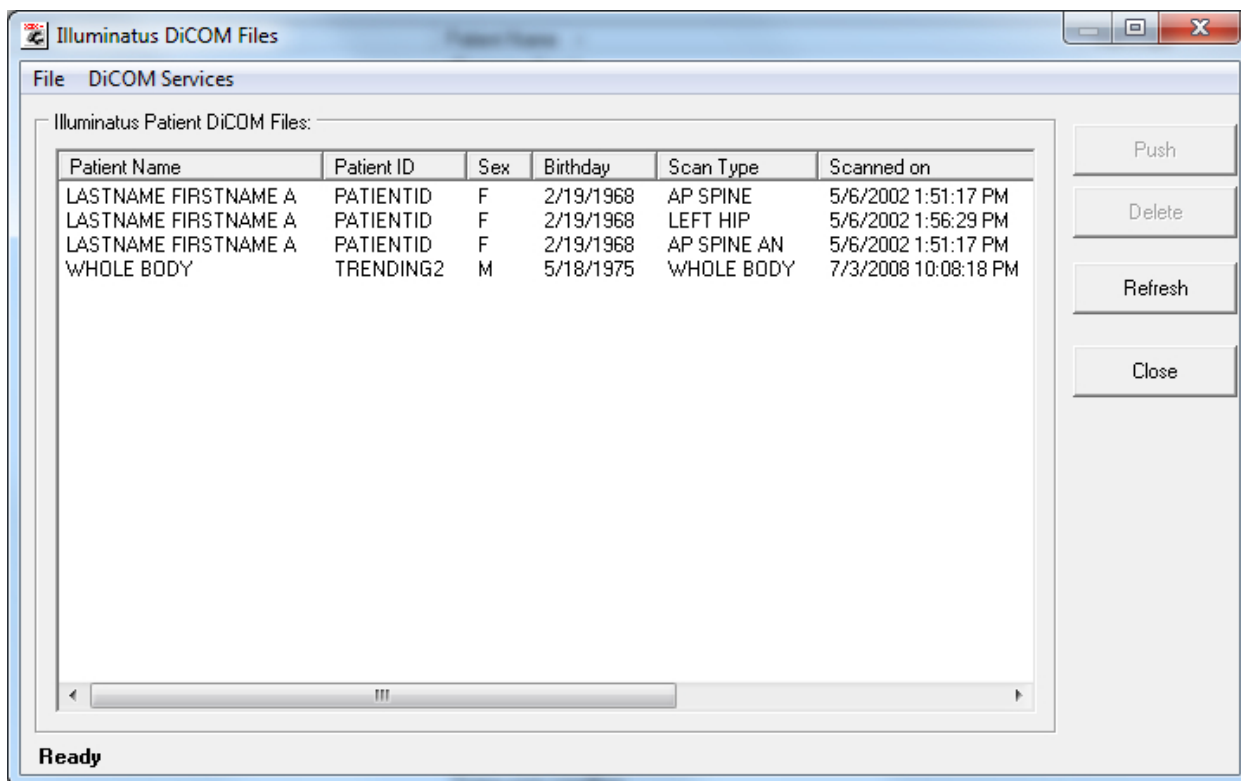 Illuminatus DiCOM Files
File DiCOM Services
Illuminatus Patient DiCOM Files:
Patient Name Patient ID Sex Birthday Scan Type Scanned on
LASTNAME FIRSTNAME A PATIENTID F 2/19/1968 AP SPINE 5/6/2002 1:51:17 PM
LASTNAME FIRSTNAME A PATIENTID F 2/19/1968 LEFT HIP 5/6/2002 1:56:29 PM
LASTNAME FIRSTNAME A PATIENTID F 2/19/1968 AP SPINE AN 5/6/2002 1:51:17 PM
WHOLE BODY TRENDING2 M 5/18/1975 WHOLE BODY 7/3/2008 10:08:18 PM
Push
Delete
Refresh
Close
Ready